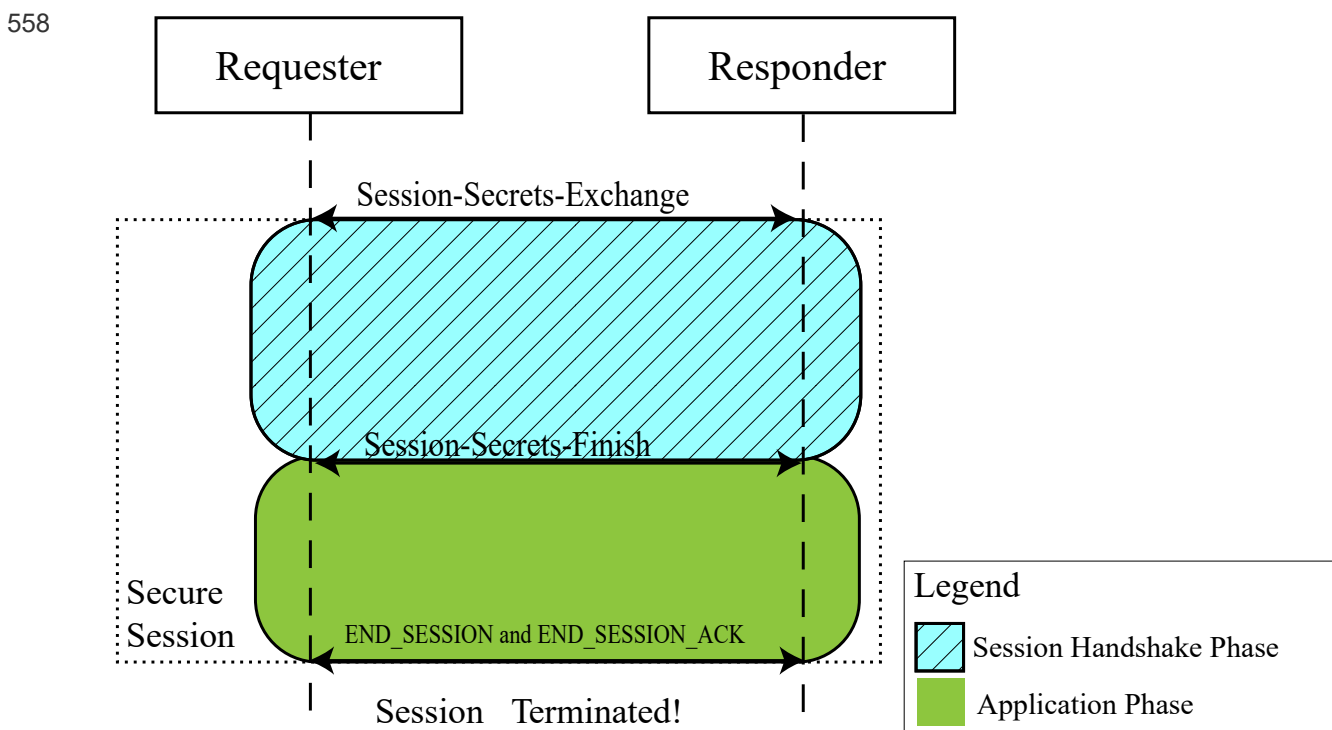 558
Requester
Responder
Session-Secrets-Exchange
Session-Secrets-Finish
Secure
Session
END_SESSION and END_SESSION_ACK
Session Terminated!
Legend
Session Handshake Phase
Application Phase